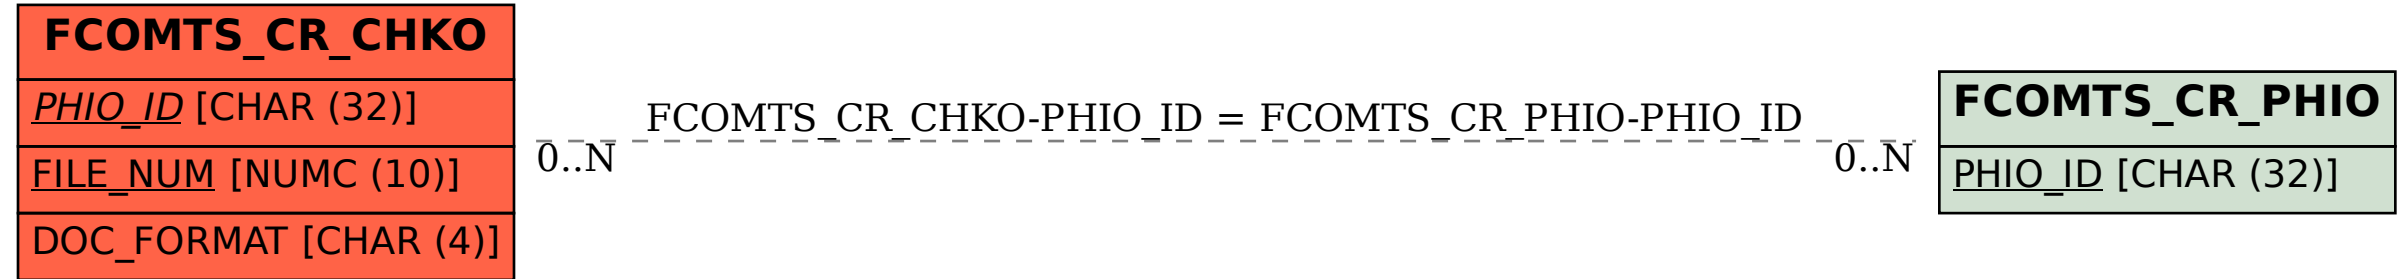 FCOMTS_CR_CHKO
PHIO_ID [CHAR (32)]
FILE_NUM [NUMC (10)]
DOC_FORMAT [CHAR (4)]
FCOMTS_CR_CHKO-PHIO_ID = FCOMTS_CR_PHIO-PHIO_ID
0..N
0..N
FCOMTS_CR_PHIO
PHIO_ID [CHAR (32)]